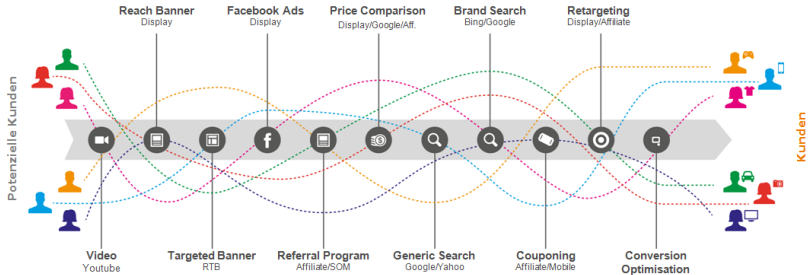 Reach Banner
Display
Facebook Ads
Display
Price Comparison
Display/Google/Aff.
Brand Search
Bing/Google
Retargeting
Display/Affiliate
Potenzielle Kunden
Kunden
Video
Youtube
Targeted Banner
RTB
Referral Program
Affiliate/SOM
Generic Search
Google/Yahoo
Couponing
Affiliate/Mobile
Conversion
Optimisation